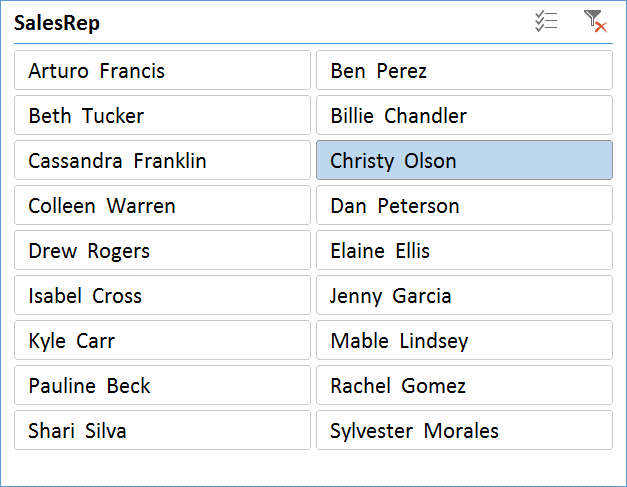 SalesRep
Arturo Francis
Ben Perez
Beth Tucker
Billie Chandler
Cassandra Franklin
Christy Olson
Colleen Warren
Dan Peterson
Drew Rogers
Elaine Ellis
Isabel Cross
Jenny Garcia
Kyle Carr
Mable Lindsey
Pauline Beck
Rachel Gomez
Shari Silva
Sylvester Morales